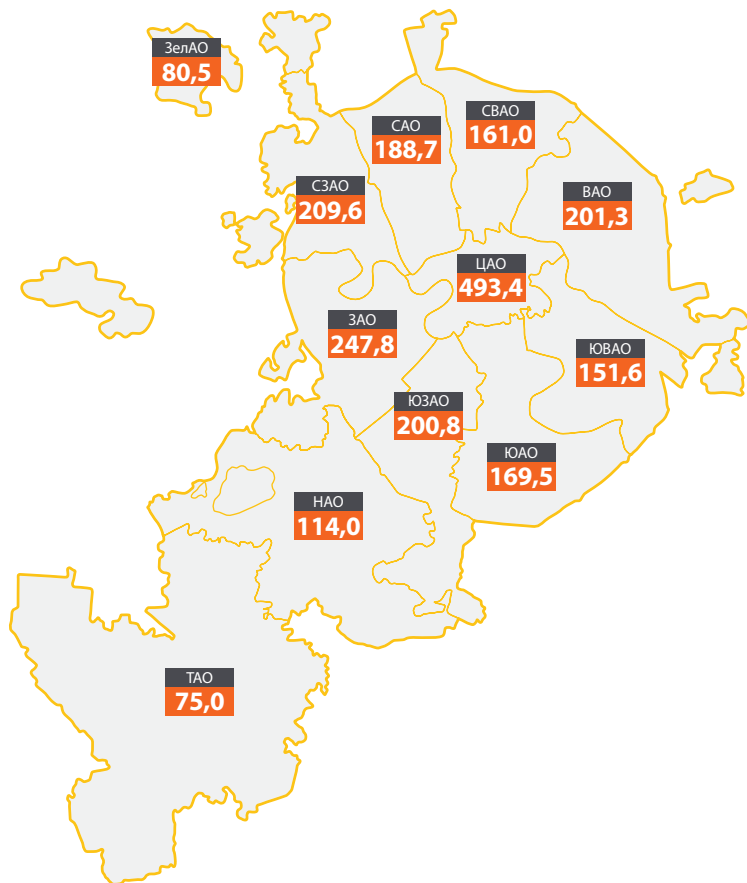 ЗелАО
80,5
САО
188,7
СВАО
161,0
СЗАО
209,6
ВАО
201,3
ЦАО
493,4
ЗАО
247,8
ЮВАО
151,6
ЮЗАО
200,8
ЮАО
169,5
НАО
114,0
ТАО
75,0